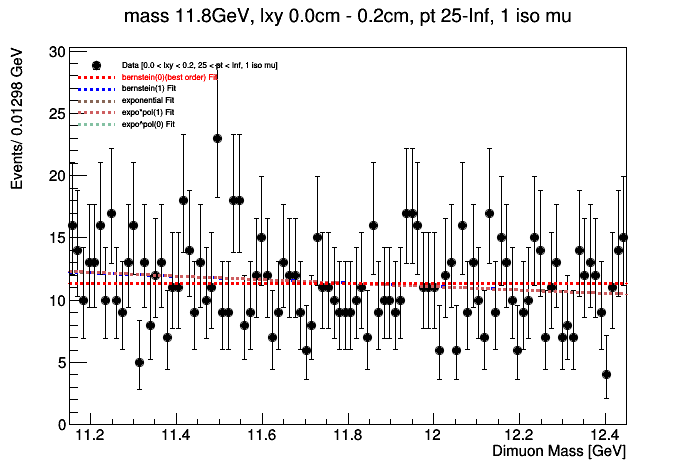 mass 11.8GeV, lxy 0.0cm - 0.2cm, pt 25-Inf, 1 iso mu
Events/ 0.01298 GeV
30
25
20
15
10
5
0
Data [0.0 < lxy < 0.2, 25 < pt < Inf, 1 iso mu]
bernstein(0)(best order) Fit
bernstein(1) Fit
exponential Fit
expo*pol(1) Fit
expo*pol(0) Fit
11.2 11.4 11.6 11.8 12 12.2 12.4
Dimuon Mass [GeV]